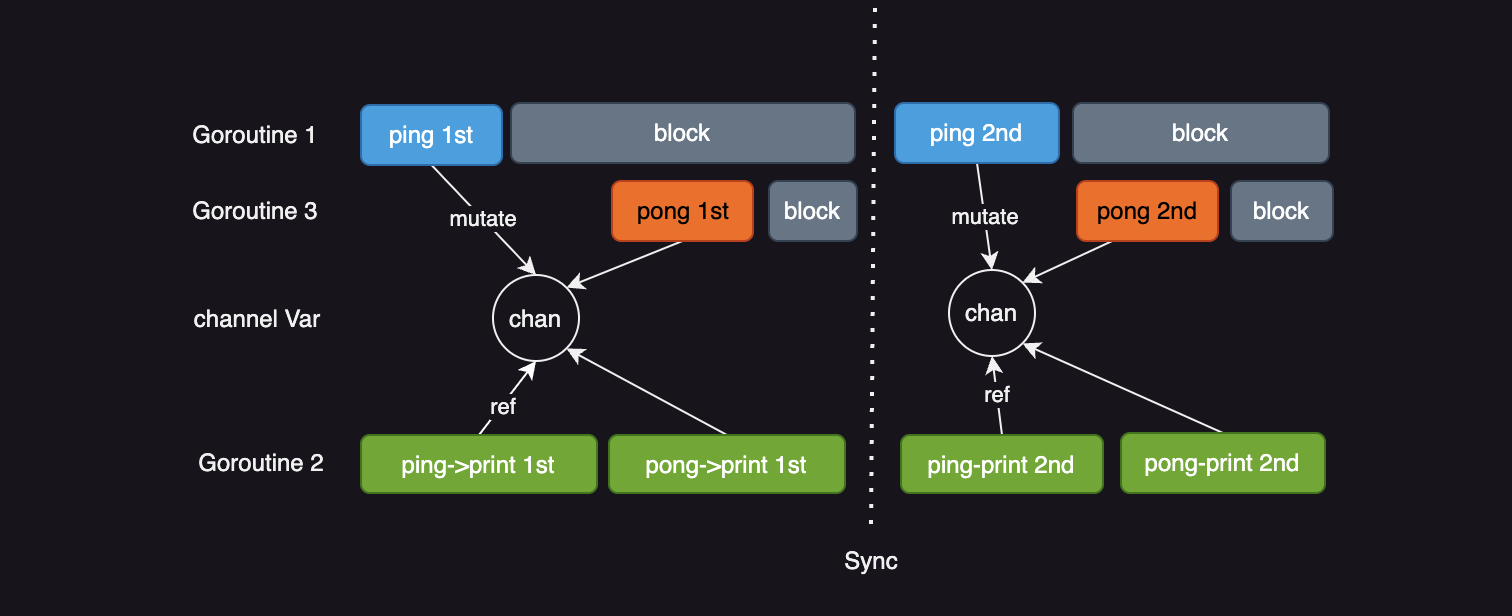 Goroutine 1
ping 1st
block
ping 2nd
block
Goroutine 3
pong 1st
block
pong 2nd
block
mutate
mutate
channel Var
chan
chan
ref
ref
Goroutine 2
ping->print 1st
pong->print 1st
ping-print 2nd
pong-print 2nd
Sync